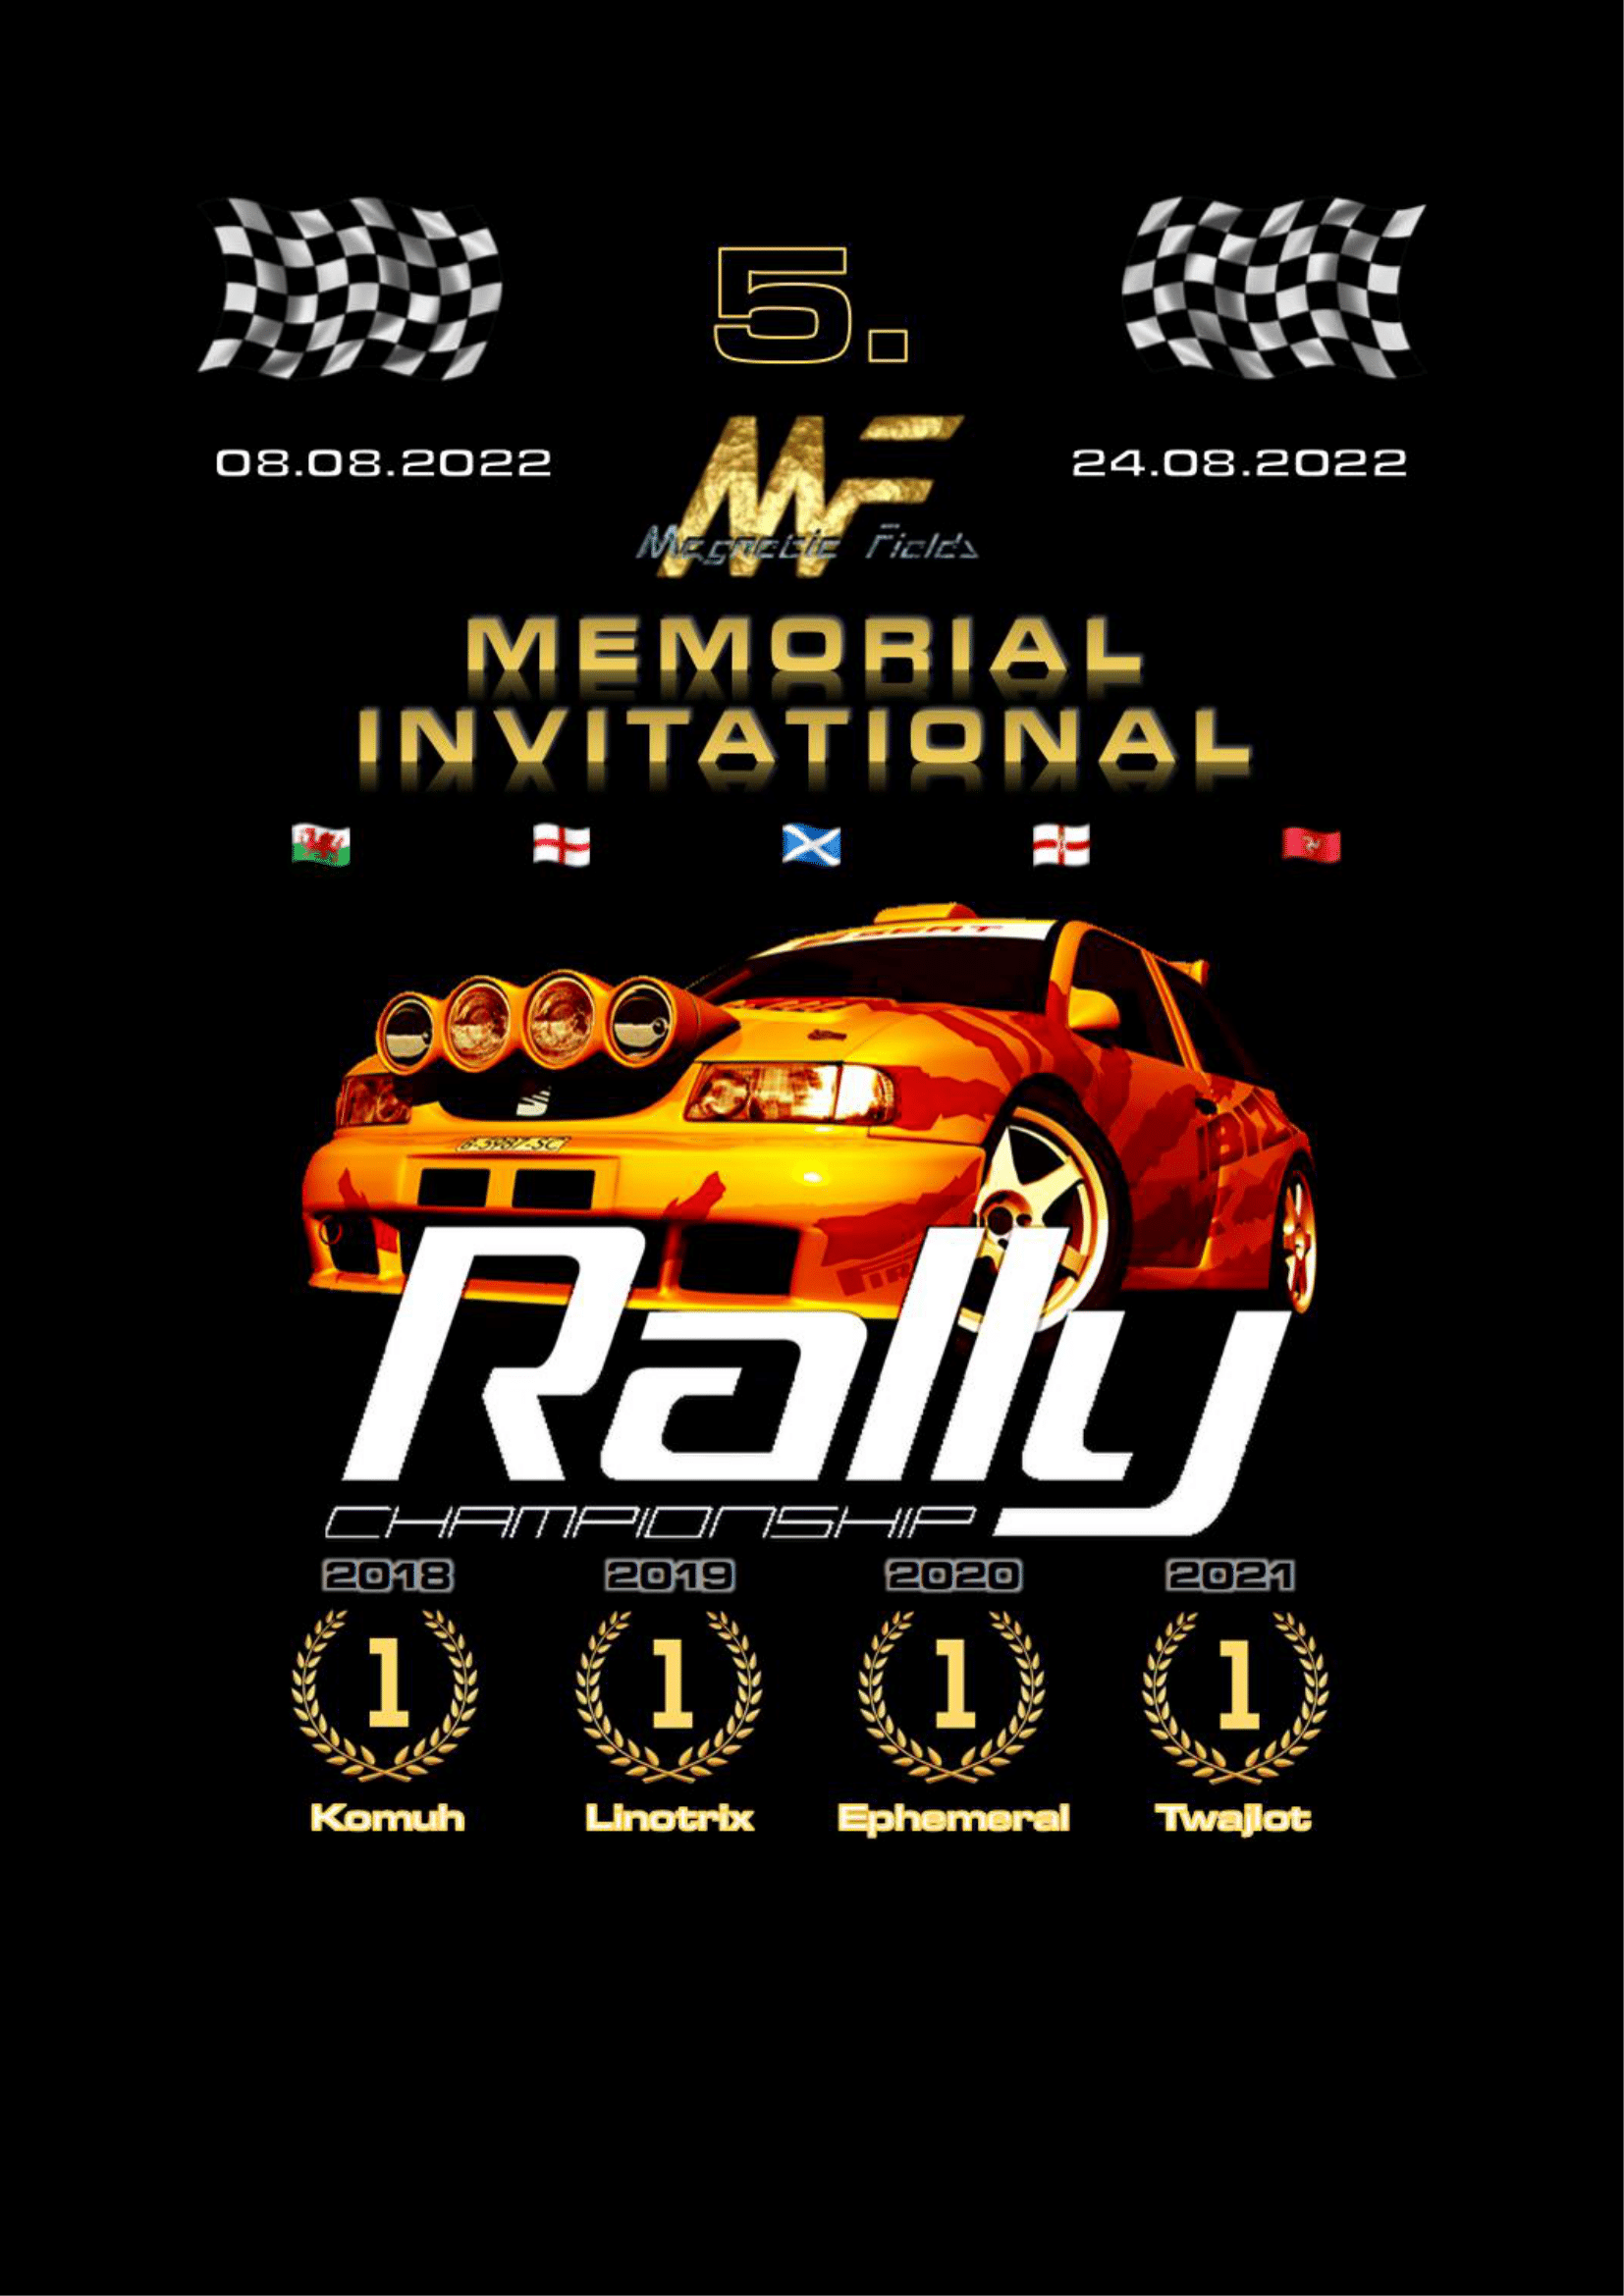 5.
08.08.2022
24.08.2022
MF
Magnetic Fields
MEMORIAL
INVITATIONAL
SEAT
Rally
CHAMPIONSHIP
2018 2019 2020 2021
1 1 1 1
Komuh Linotrix Ephemeral Twajlot